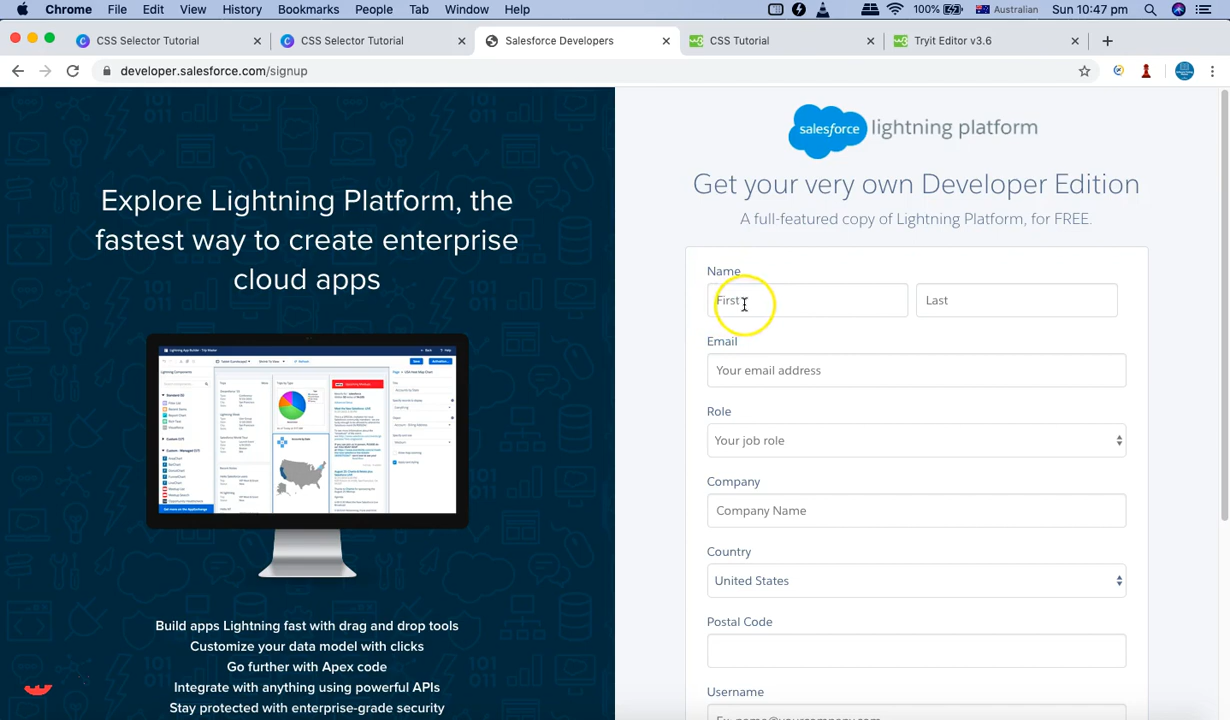 Chrome File Edit View History Bookmarks People Tab Window Help 100% Australian Sun 10:47 pm
CSS Selector Tutorial CSS Selector Tutorial Salesforce Developers CSS Tutorial Tryit Editor v3.6
developer.salesforce.com/signup
Explore Lightning Platform, the
fastest way to create enterprise
cloud apps
Build apps Lightning fast with drag and drop tools
Customize your data model with clicks
Go further with Apex code
Integrate with anything using powerful APIs
Stay protected with enterprise-grade security
salesforce lightning platform
Get your very own Developer Edition
A full-featured copy of Lightning Platform, for FREE.
Name
First Last
Email
Your email address
Role
Your job role
Company
Company Name
Country
United States
Postal Code
Username